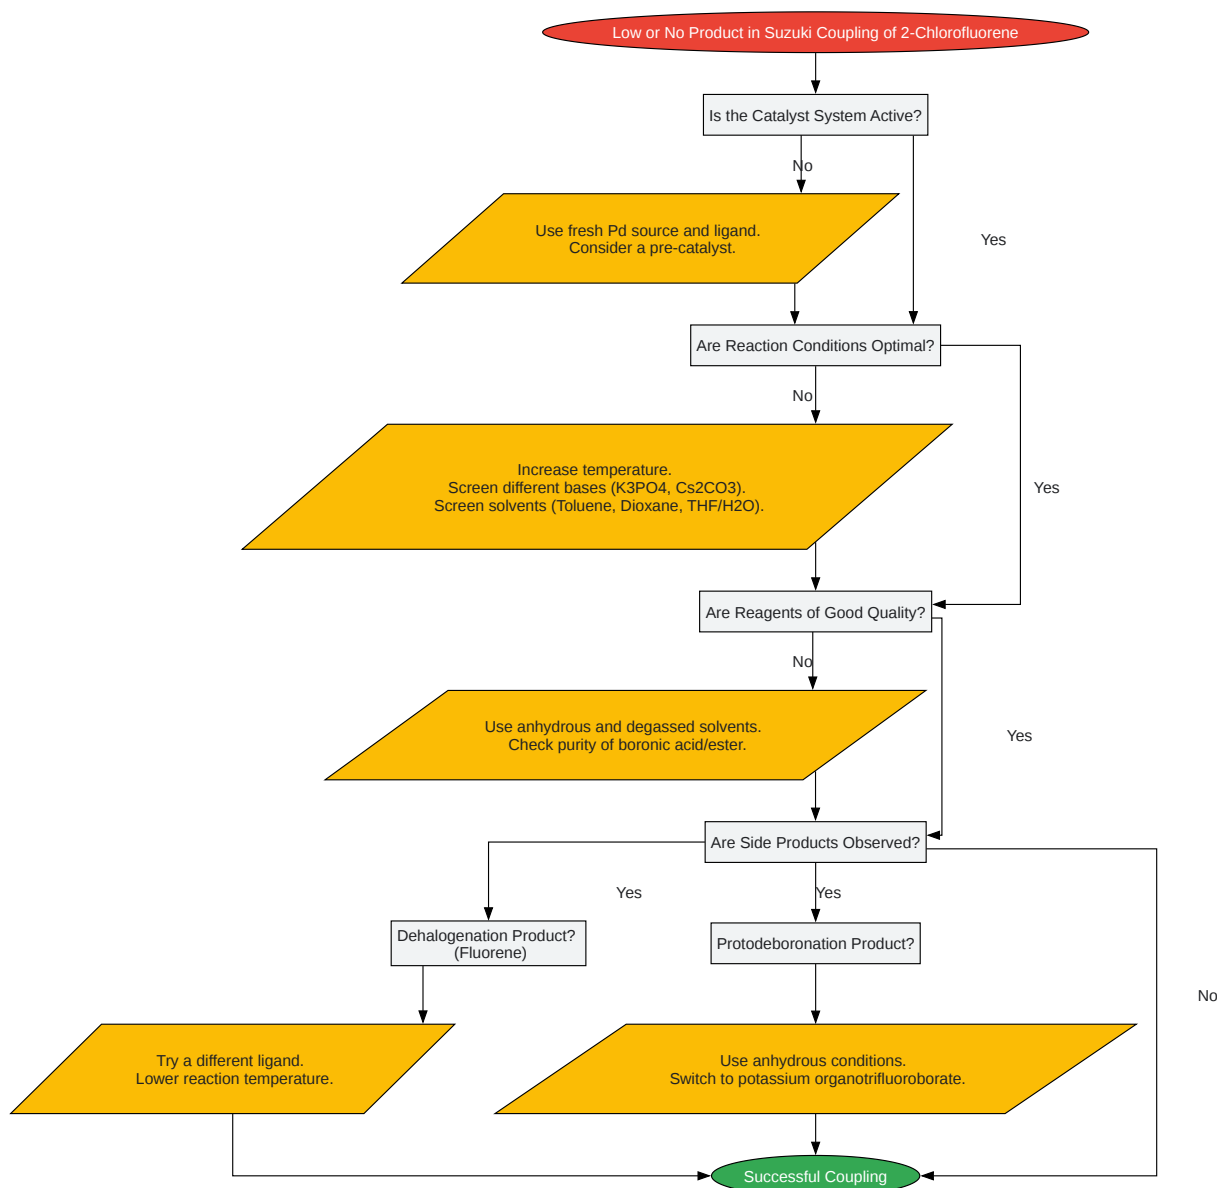 Low or No Product in Suzuki Coupling of 2-Chlorofluorene
Is the Catalyst System Active?
No
Use fresh Pd source and ligand.
Consider a pre-catalyst.
Yes
Are Reaction Conditions Optimal?
No
Increase temperature.
Screen different bases (K3PO4, Cs2CO3).
Screen solvents (Toluene, Dioxane, THF/H2O).
Yes
Are Reagents of Good Quality?
No
Use anhydrous and degassed solvents.
Check purity of boronic acid/ester.
Yes
Are Side Products Observed?
Yes
Yes
Dehalogenation Product?
(Fluorene)
Protodeboronation Product?
No
Try a different ligand.
Lower reaction temperature.
Use anhydrous conditions.
Switch to potassium organotrifluoroborate.
Successful Coupling